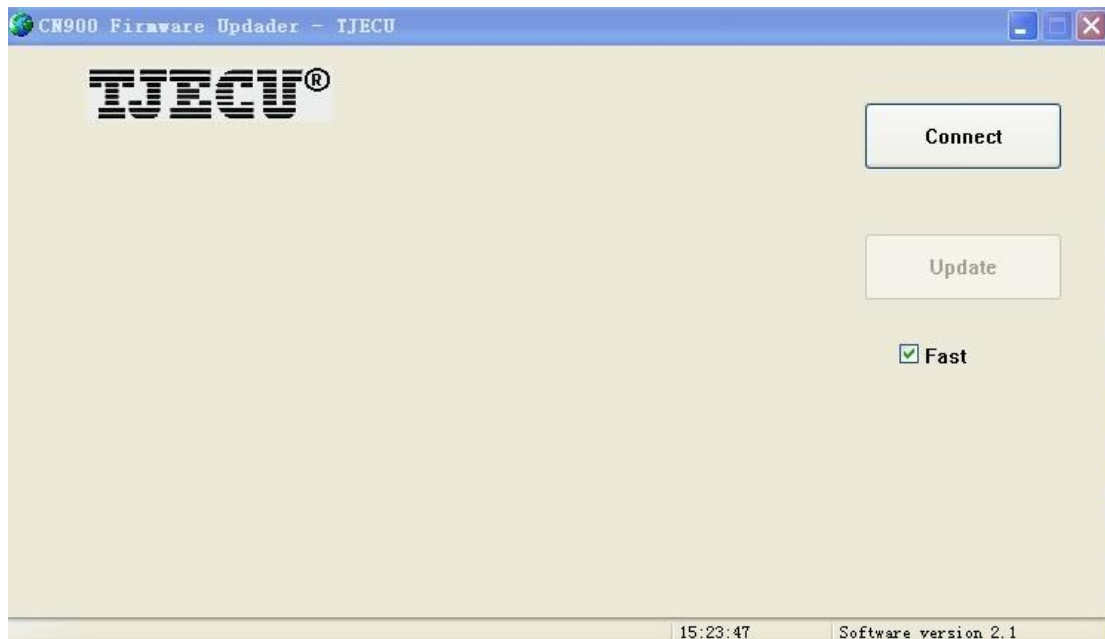 CN900 Firmware Updader - TJECU
TJECU®
Connect
Update
Fast
15:23:47
Software version 2.1